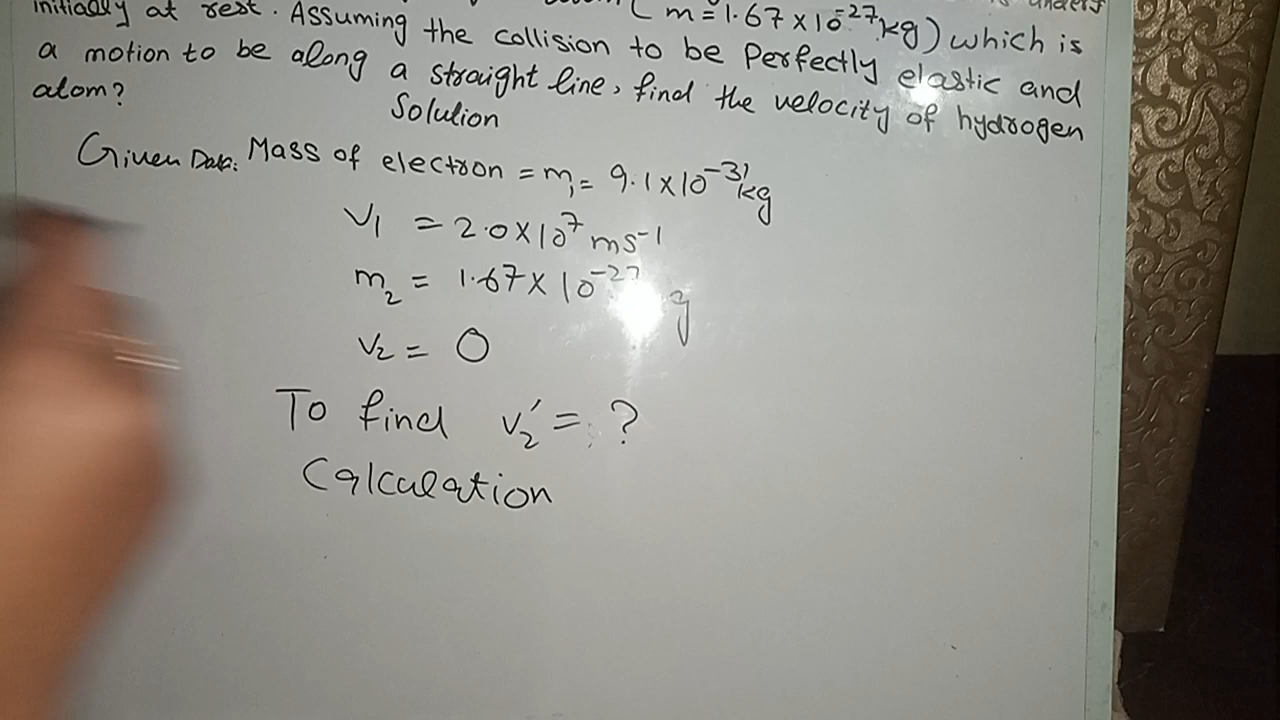 initially at rest. Assuming the collision to be Perfectly elastic and
( m = 1.67 x 10^-27 kg) which is
a motion to be along a straight line, find the velocity of hydrogen
atom?
Solution
Given Data: Mass of electron = m1 = 9.1 x 10^-31 kg
V1 = 2.0 x 10^7 ms^-1
m2 = 1.67 x 10^-27 g
V2 = 0
To find v2' = ?
Calculation